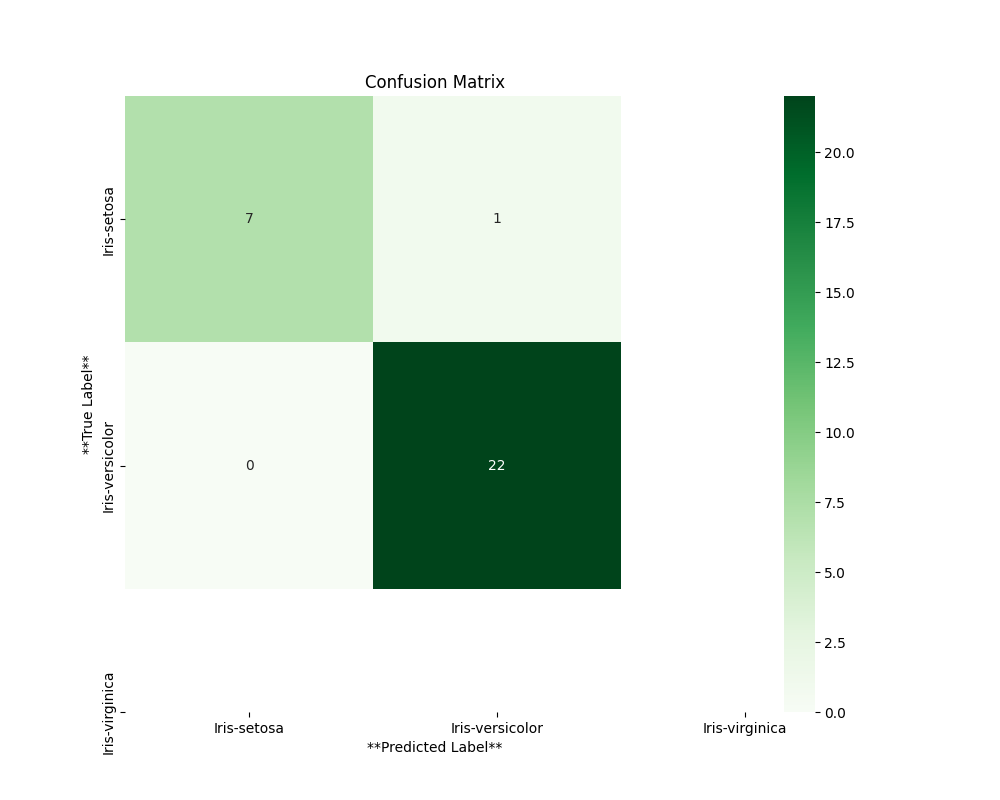 Confusion Matrix
Iris-setosa
Iris-versicolor
Iris-virginica
**True Label**
7 1
0 22
Iris-setosa Iris-versicolor Iris-virginica
**Predicted Label**
20.0
17.5
15.0
12.5
10.0
7.5
5.0
2.5
0.0